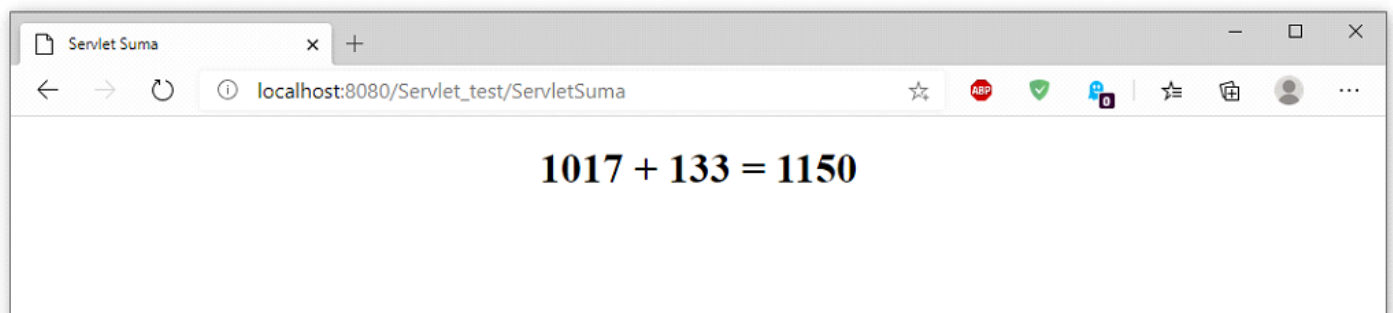 Servlet Suma
localhost:8080/Servlet_test/ServletSuma
ABP
0
1017 + 133 = 1150